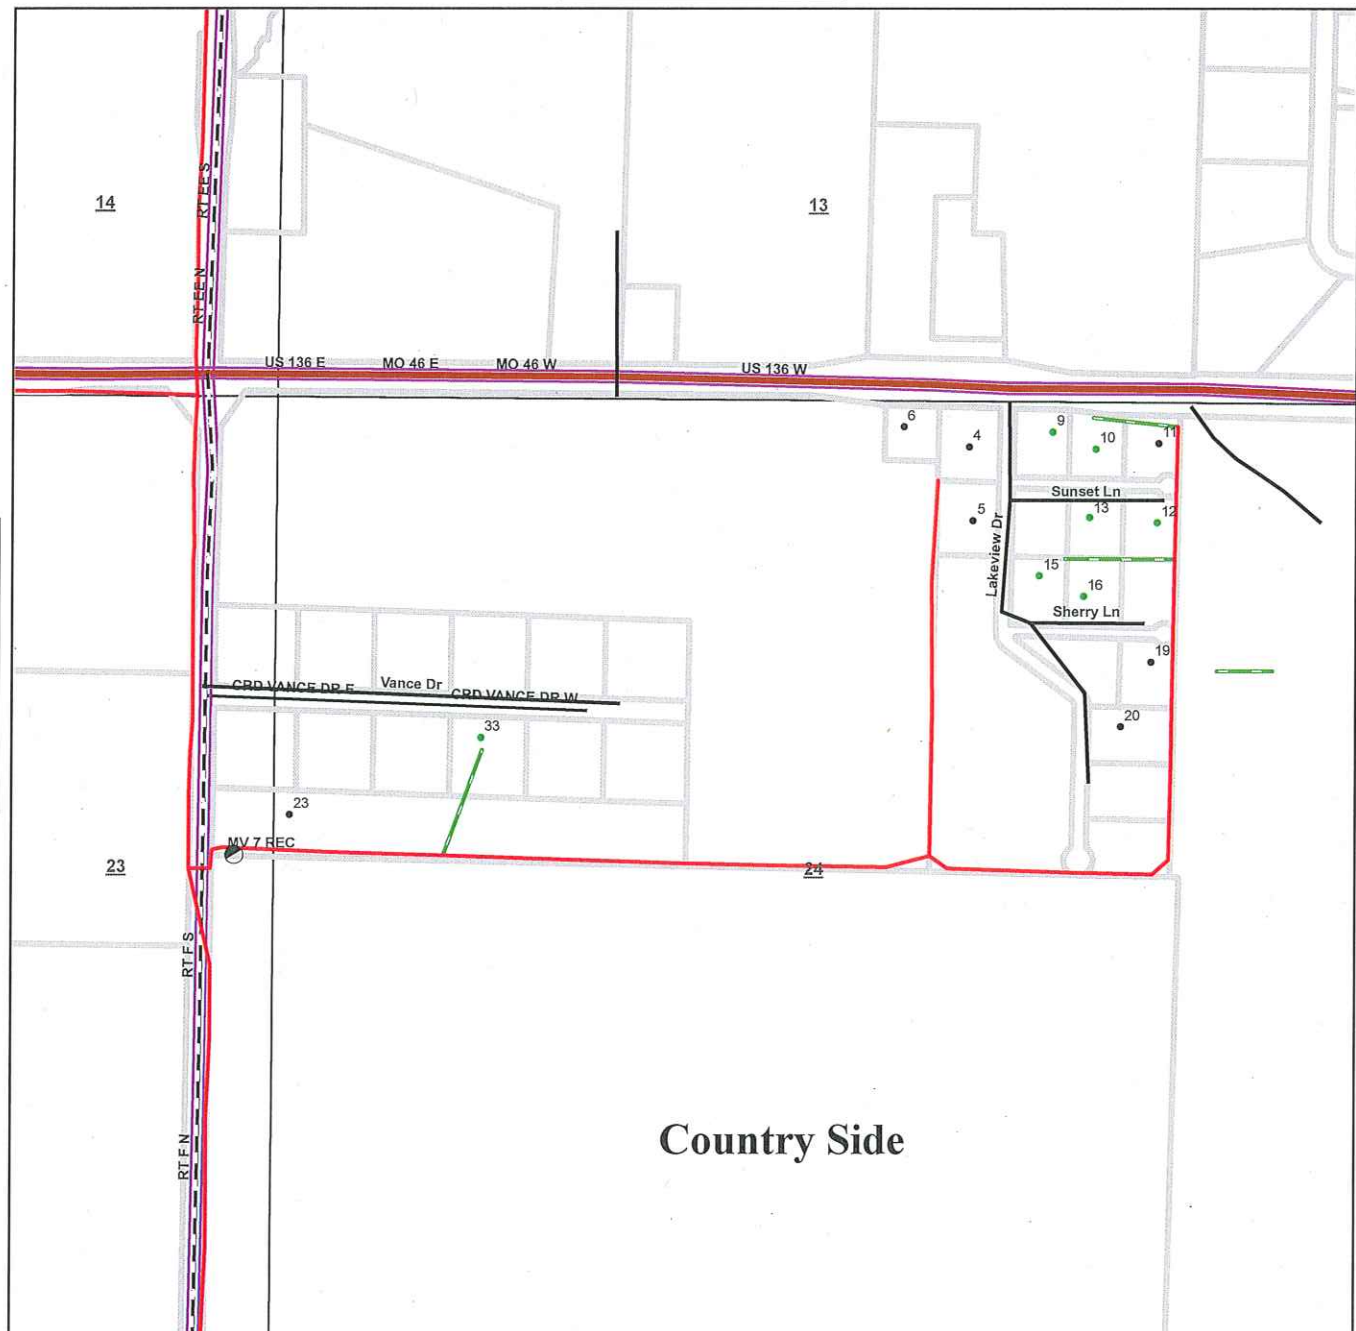 RT EE S
14
13
RT EE N
US 136 E
MO 46 E
MO 46 W
US 136 W
6
4
9
10
11
Sunset Ln
5
13
12
Lakeview Dr
15
16
Sherry Ln
19
CRD VANCE DR E
Vance Dr
CRD VANCE DR W
20
33
23
MV 7 REC
23
24
RT F S
Country Side
RT F N